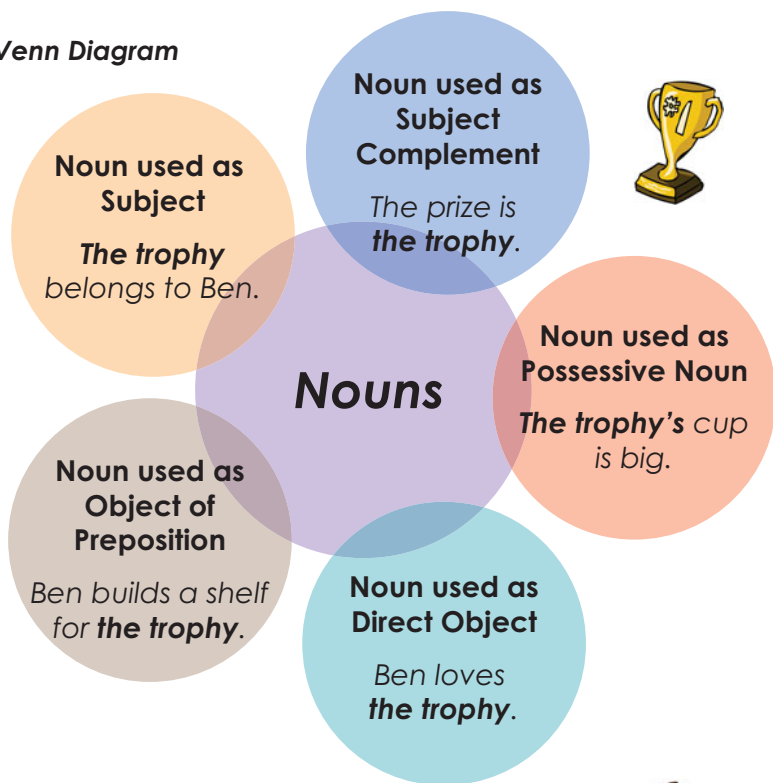 Venn Diagram
Noun used as
Subject
Complement
The prize is
the trophy.
Noun used as
Subject
The trophy
belongs to Ben.
Nouns
Noun used as
Possessive Noun
The trophy's cup
is big.
Noun used as
Object of
Preposition
Ben builds a shelf
for the trophy.
Noun used as
Direct Object
Ben loves
the trophy.